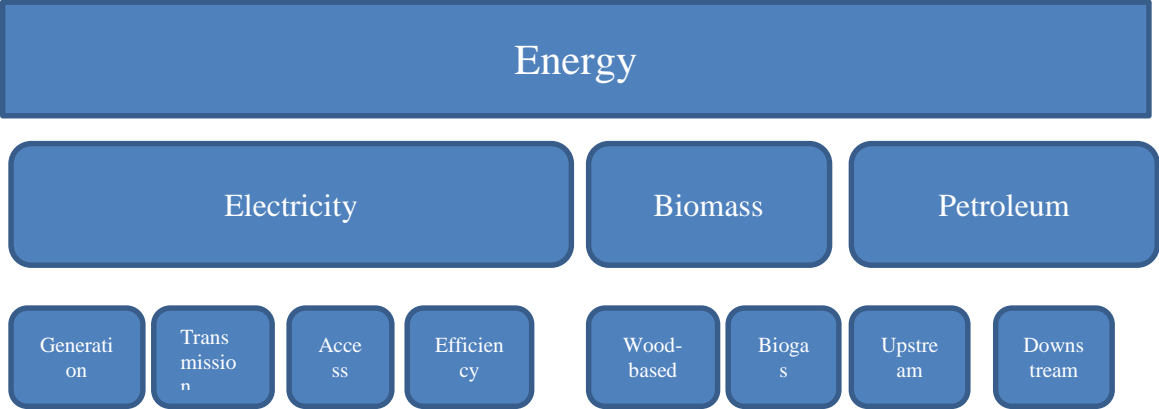 Energy
Electricity
Biomass
Petroleum
Generati
on
Trans
missio
n
Acce
ss
Efficien
cy
Wood-
based
Bioga
s
Upstre
am
Downs
tream